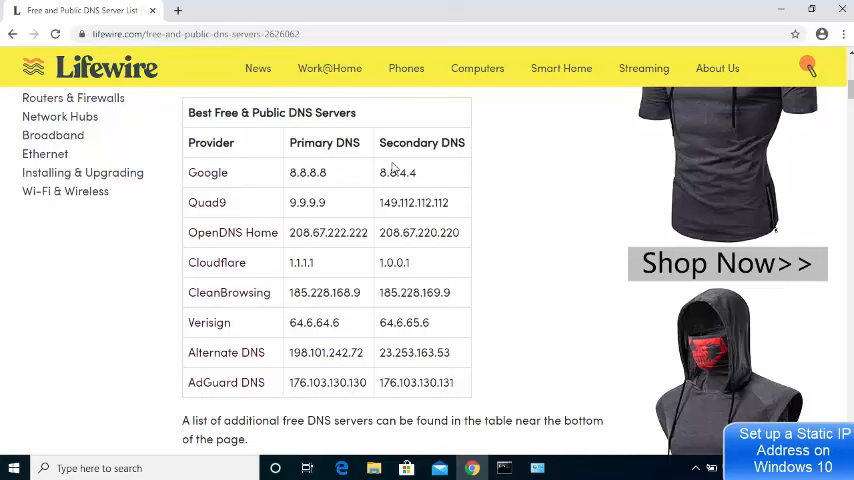 Free and Public DNS Server List
lifewire.com/free-and-public-dns-servers-2626062
Lifewire
News Work@Home Phones Computers Smart Home Streaming About Us
Routers & Firewalls
Network Hubs
Broadband
Ethernet
Installing & Upgrading
Wi-Fi & Wireless
Best Free & Public DNS Servers
Provider Primary DNS Secondary DNS
Google 8.8.8.8 8.8.4.4
Quad9 9.9.9.9 149.112.112.112
OpenDNS Home 208.67.222.222 208.67.220.220
Cloudflare 1.1.1.1 1.0.0.1
CleanBrowsing 185.228.168.9 185.228.169.9
Verisign 64.6.64.6 64.6.65.6
Alternate DNS 198.101.242.72 23.253.163.53
AdGuard DNS 176.103.130.130 176.103.130.131
A list of additional free DNS servers can be found in the table near the bottom
of the page.
Shop Now>>
Set up a Static IP
Address on
Windows 10
Type here to search